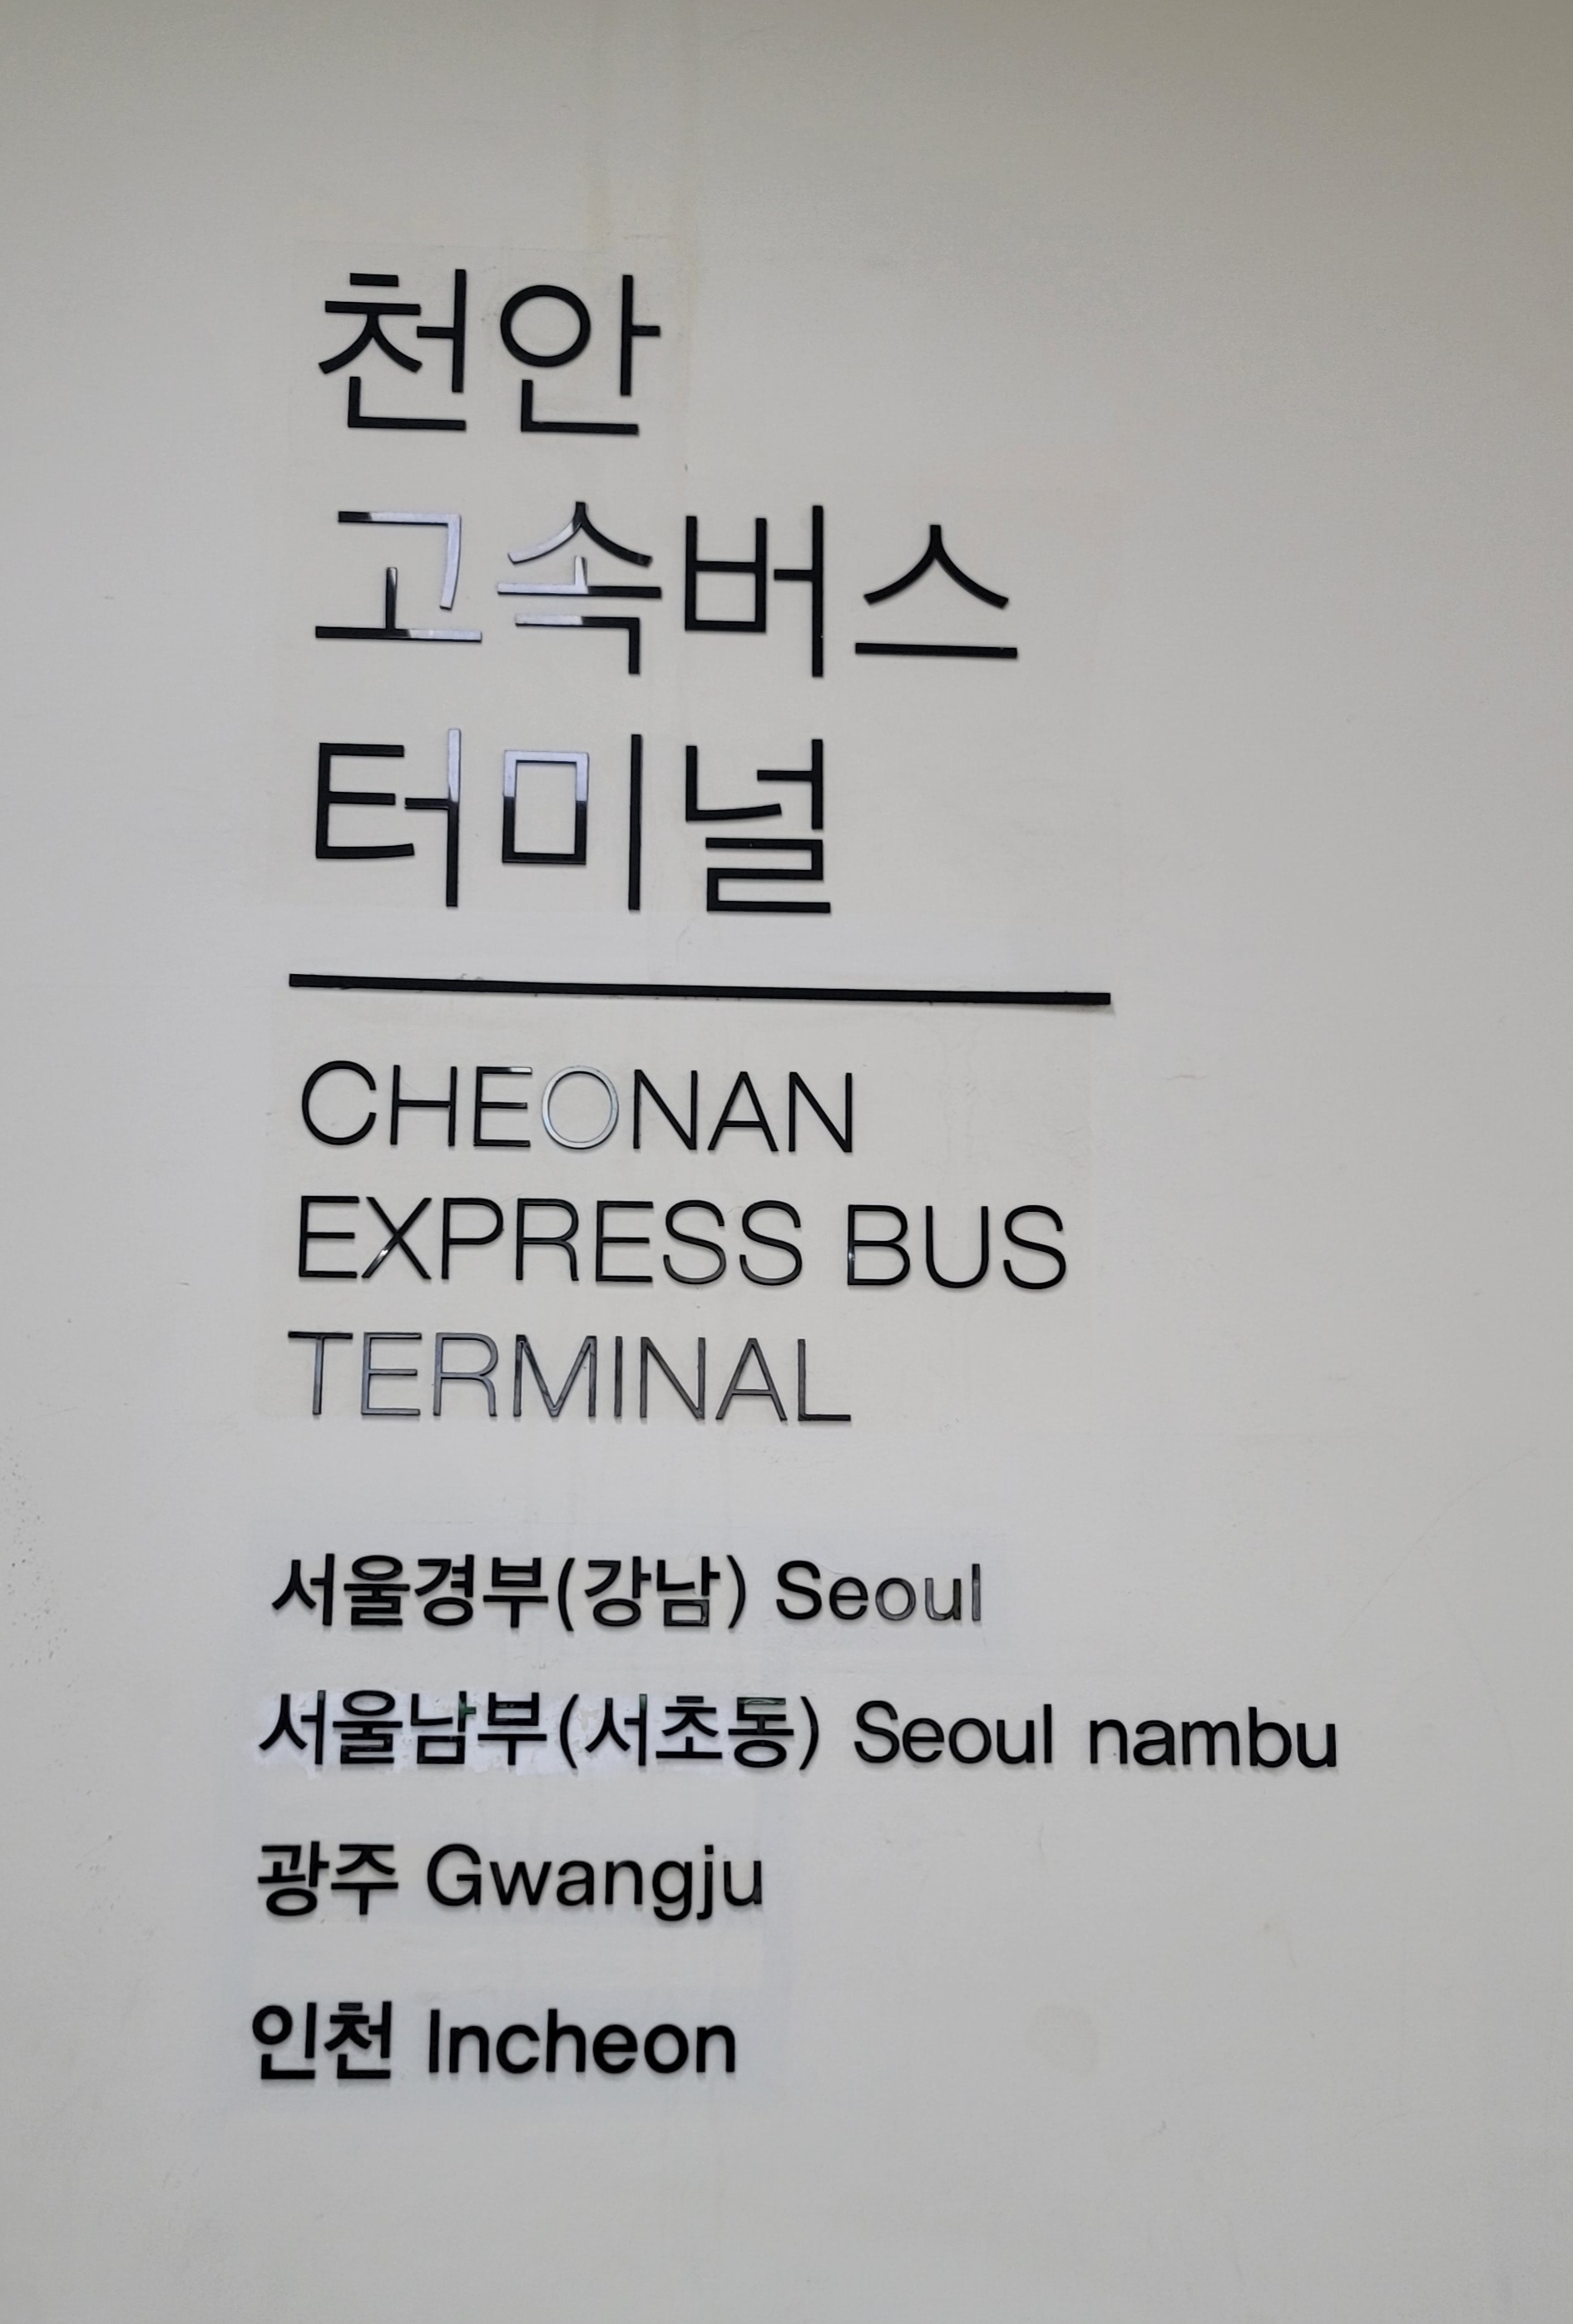 천안
고속버스
터미널
CHEONAN
EXPRESS BUS
TERMINAL
서울경부(강남) Seoul
서울남부(서초동) Seoul nambu
광주 Gwangju
인천 Incheon